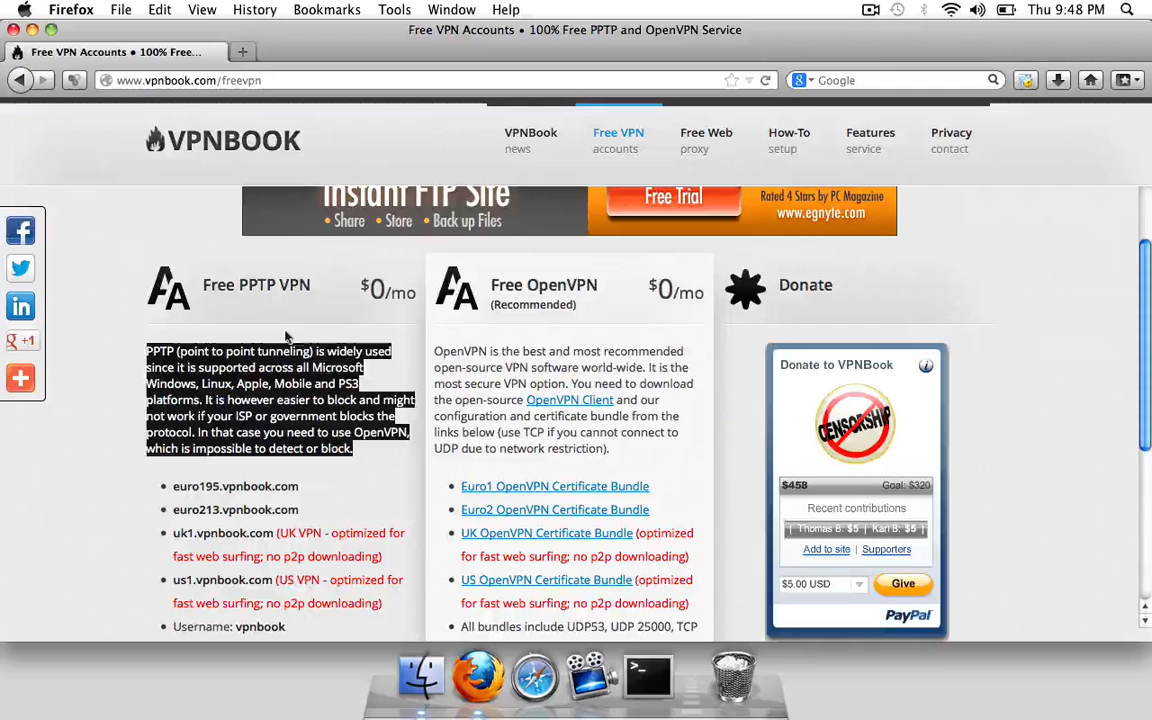 Firefox File Edit View History Bookmarks Tools Window Help Thu 9:48 PM
Free VPN Accounts • 100% Free PPTP and OpenVPN Service
Free VPN Accounts • 100% Free...
www.vpnbook.com/freevpn
Google
VPNBOOK
VPNBook news
Free VPN accounts
Free Web proxy
How-To setup
Features service
Privacy contact
Instant FTP Site
• Share • Store • Back up Files
Free Trial
Rated 4 Stars by PC Magazine
www.egnyte.com
Free PPTP VPN $0/mo
PPTP (point to point tunneling) is widely used
since it is supported across all Microsoft
Windows, Linux, Apple, Mobile and PS3
platforms. It is however easier to block and might
not work if your ISP or government blocks the
protocol. In that case you need to use OpenVPN,
which is impossible to detect or block.
• euro195.vpnbook.com
• euro213.vpnbook.com
• uk1.vpnbook.com (UK VPN - optimized for
fast web surfing; no p2p downloading)
• us1.vpnbook.com (US VPN - optimized for
fast web surfing; no p2p downloading)
• Username: vpnbook
Free OpenVPN $0/mo
(Recommended)
OpenVPN is the best and most recommended
open-source VPN software world-wide. It is the
most secure VPN option. You need to download
the open-source OpenVPN Client and our
configuration and certificate bundle from the
links below (use TCP if you cannot connect to
UDP due to network restriction).
• Euro1 OpenVPN Certificate Bundle
• Euro2 OpenVPN Certificate Bundle
• UK OpenVPN Certificate Bundle (optimized
for fast web surfing; no p2p downloading)
• US OpenVPN Certificate Bundle (optimized
for fast web surfing; no p2p downloading)
• All bundles include UDP53, UDP 25000, TCP
Donate
Donate to VPNBook
CENSORSHIP
$458 Goal: $320
Recent contributions
| Thomas B: $5 | Karl B: $5 |
Add to site | Supporters
$5.00 USD Give
PayPal
+1